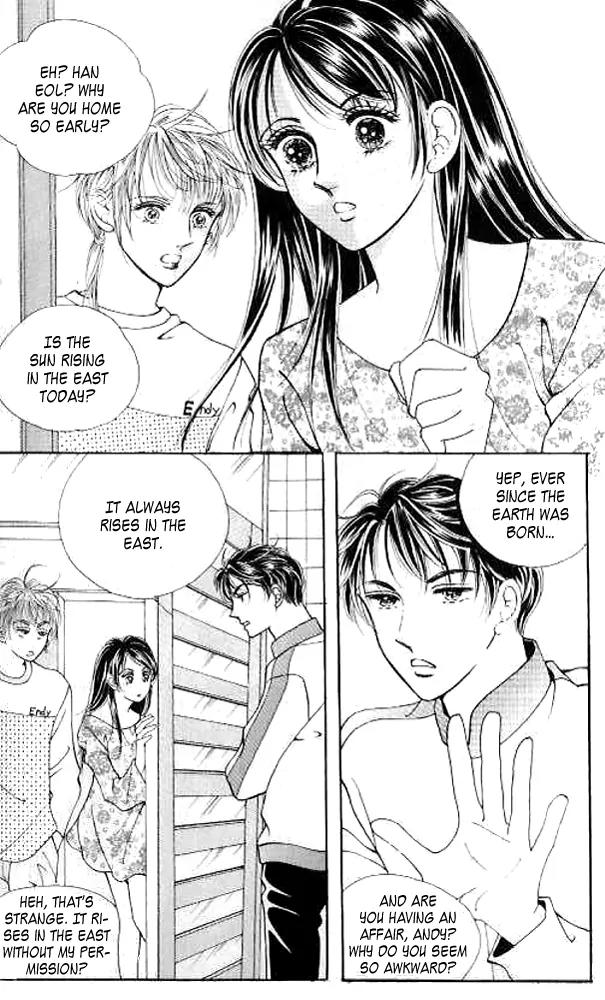 EH? HAN
EOL? WHY
ARE YOU HOME
SO EARLY?
IS THE
SUN RISING
IN THE EAST
TODAY?
Endy
IT ALWAYS
RISES IN THE
EAST.
Endy
HEH, THAT'S
STRANGE. IT RI-
SES IN THE EAST
WITHOUT MY PER-
MISSION?
YEP, EVER
SINCE THE
EARTH WAS
BORN...
AND ARE
YOU HAVING AN
AFFAIR, ANDY?
WHY DO YOU SEEM
SO AWKWARD?